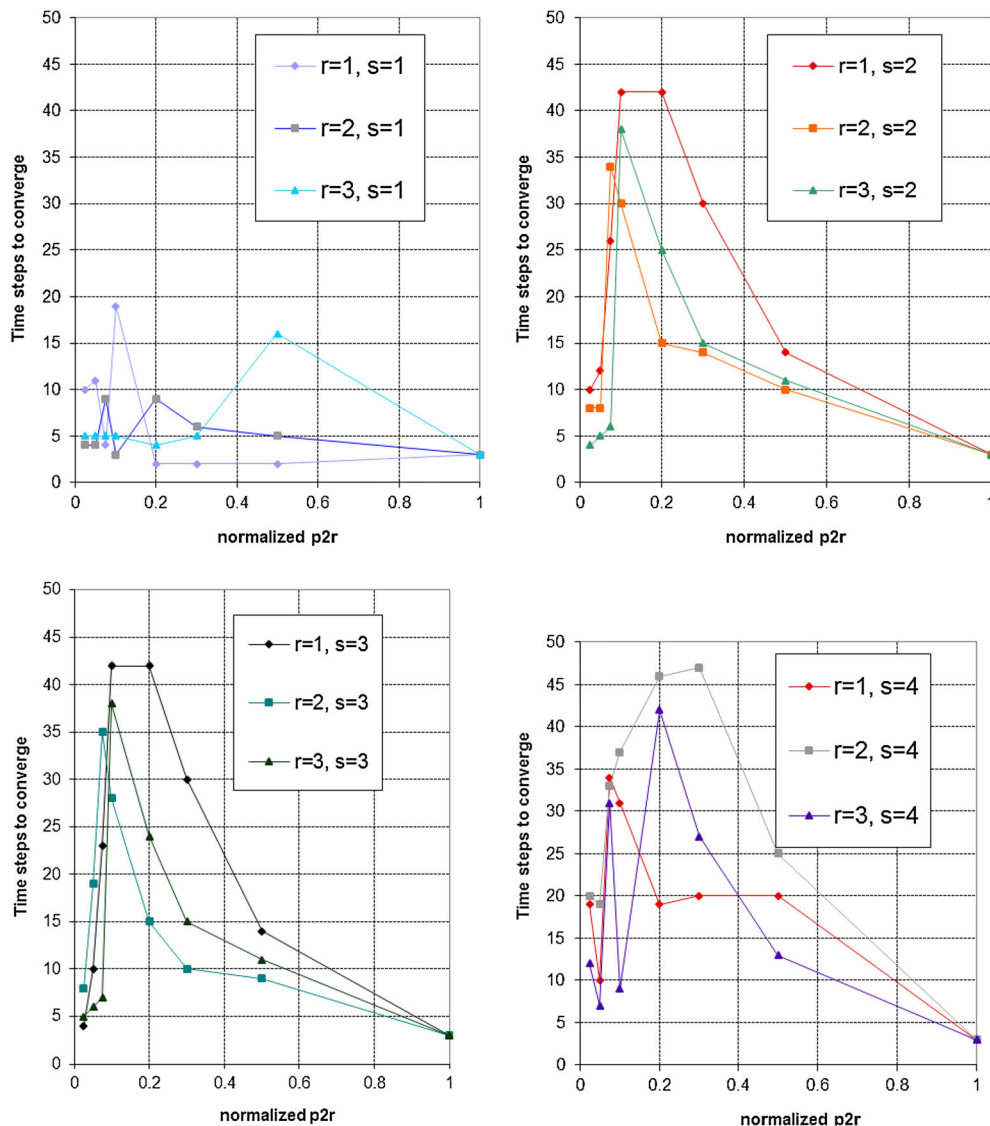 50
45
40
35
30
25
20
15
10
5
0
Time steps to converge
r=1, s=1
r=2, s=1
r=3, s=1
0 0.2 0.4 0.6 0.8 1
normalized p2r
50
45
40
35
30
25
20
15
10
5
0
Time steps to converge
r=1, s=2
r=2, s=2
r=3, s=2
0 0.2 0.4 0.6 0.8 1
normalized p2r
50
45
40
35
30
25
20
15
10
5
0
Time steps to converge
r=1, s=3
r=2, s=3
r=3, s=3
0 0.2 0.4 0.6 0.8 1
normalized p2r
50
45
40
35
30
25
20
15
10
5
0
Time steps to converge
r=1, s=4
r=2, s=4
r=3, s=4
0 0.2 0.4 0.6 0.8 1
normalized p2r